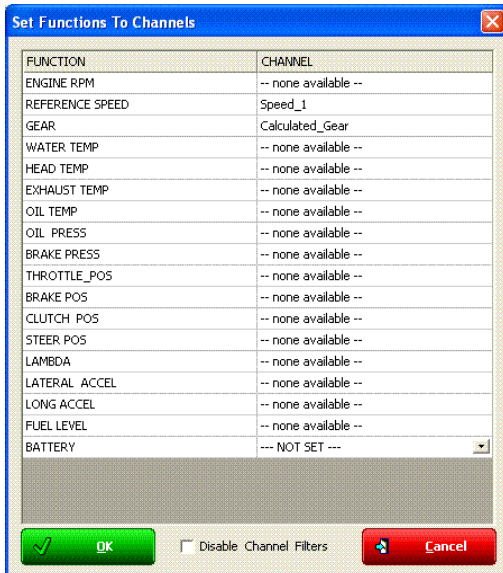 Set Functions To Channels
FUNCTION CHANNEL
ENGINE RPM -- none available --
REFERENCE SPEED Speed_1
GEAR Calculated_Gear
WATER TEMP -- none available --
HEAD TEMP -- none available --
EXHAUST TEMP -- none available --
OIL TEMP -- none available --
OIL PRESS -- none available --
BRAKE PRESS -- none available --
THROTTLE_POS -- none available --
BRAKE POS -- none available --
CLUTCH POS -- none available --
STEER POS -- none available --
LAMBDA -- none available --
LATERAL ACCEL -- none available --
LONG ACCEL -- none available --
FUEL LEVEL -- none available --
BATTERY --- NOT SET ---
OK Disable Channel Filters Cancel